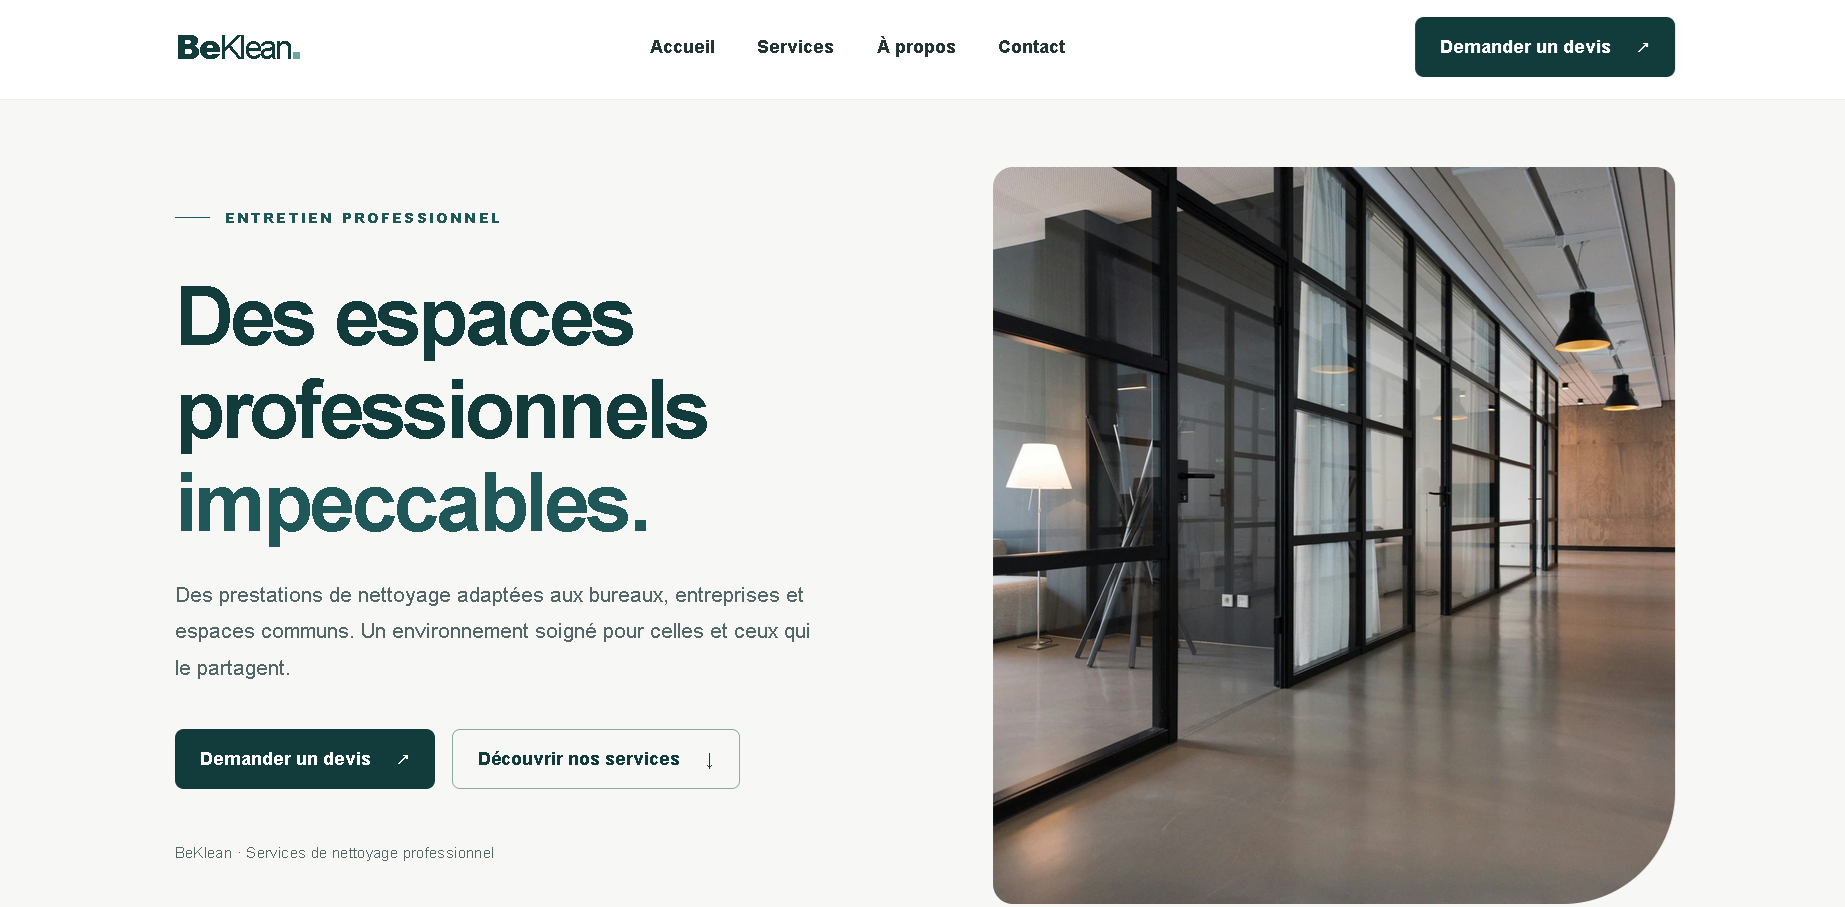 BeKlean.
Accueil Services À propos Contact
Demander un devis ↗
ENTRETIEN PROFESSIONNEL
Des espaces
professionnels
impeccables.
Des prestations de nettoyage adaptées aux bureaux, entreprises et
espaces communs. Un environnement soigné pour celles et ceux qui
le partagent.
Demander un devis ↗
Découvrir nos services ↓
BeKlean · Services de nettoyage professionnel